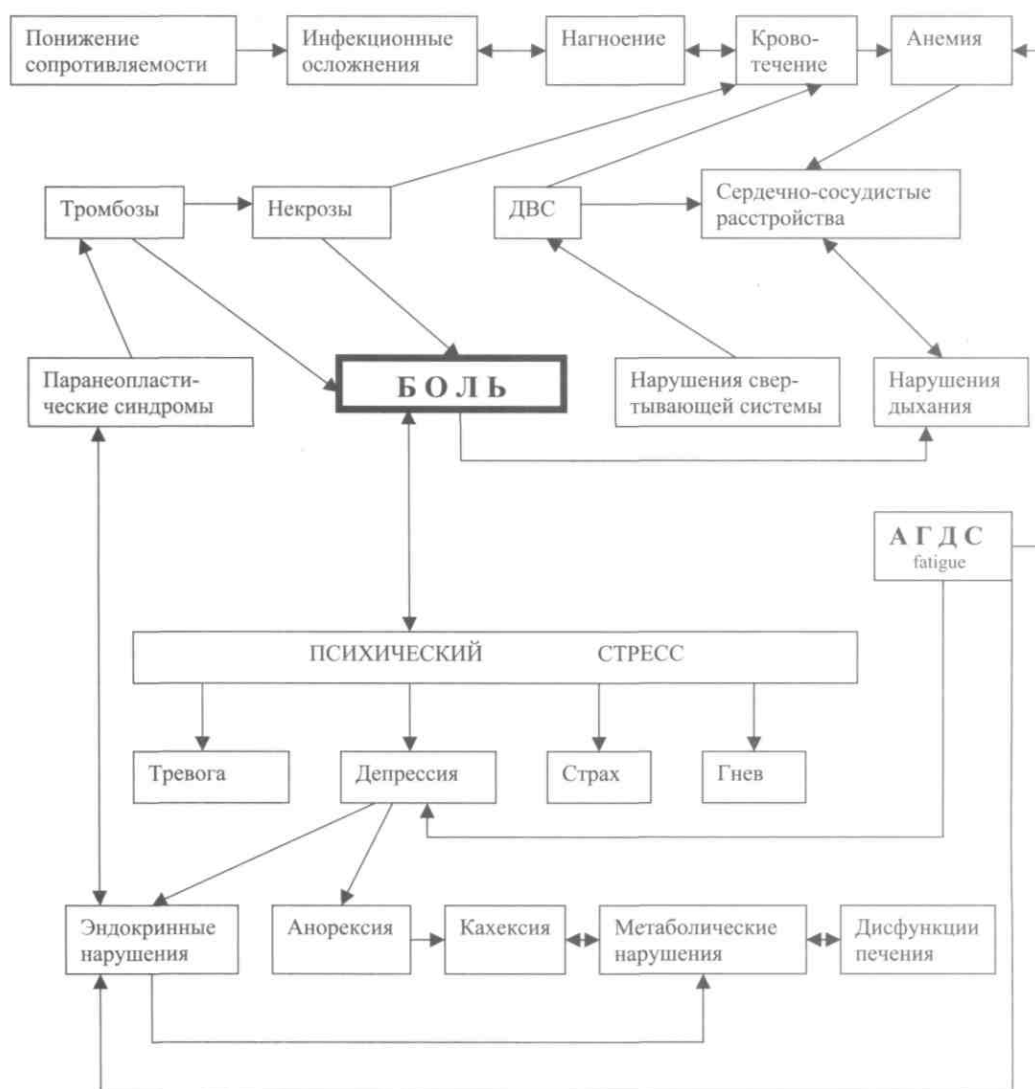 Понижение
сопротивляемости
Инфекционные
осложнения
Нагноение
Крово-
течение
Анемия
Тромбозы
Некрозы
ДВС
Сердечно-сосудистые
расстройства
Паранеопласти-
ческие синдромы
БОЛЬ
Нарушения свер-
тывающей системы
Нарушения
дыхания
АГДС
fatigue
ПСИХИЧЕСКИЙ СТРЕСС
Тревога
Депрессия
Страх
Гнев
Эндокринные
нарушения
Анорексия
Кахексия
Метаболические
нарушения
Дисфункции
печения